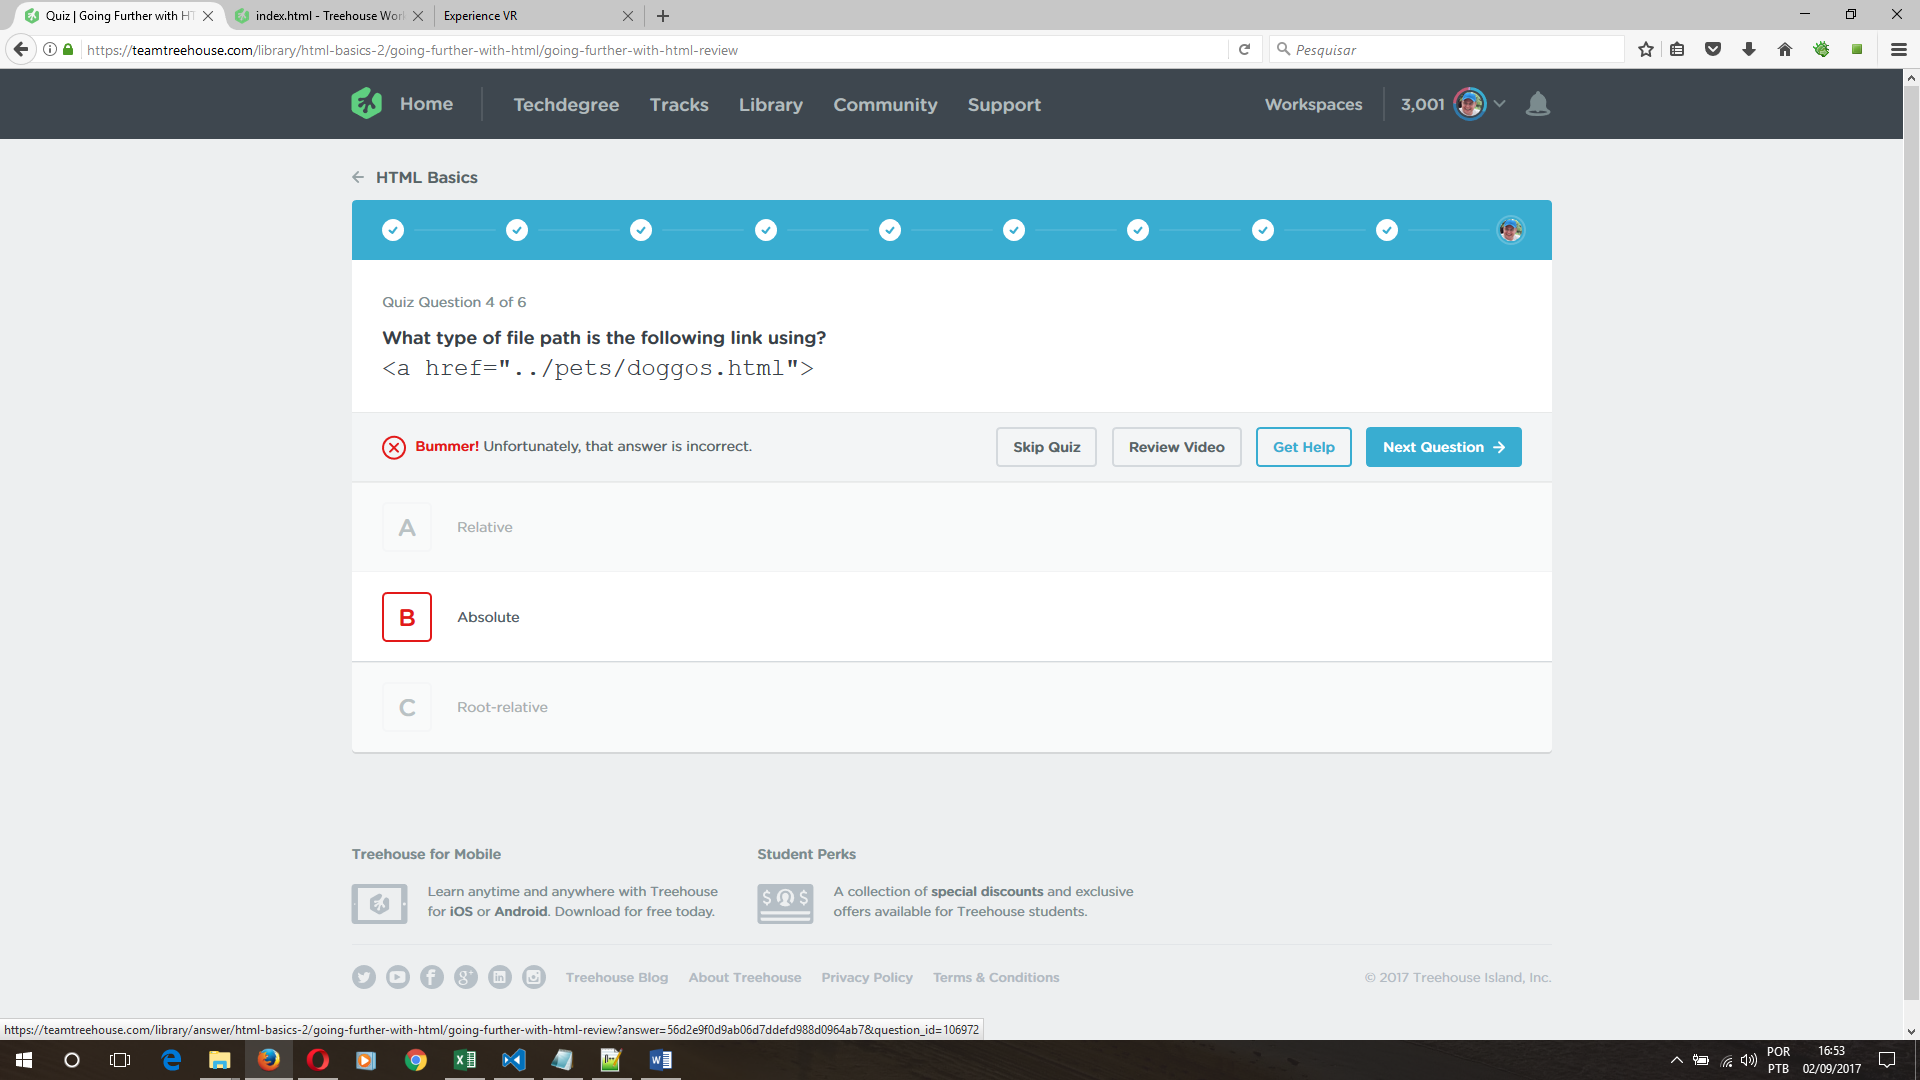 Quiz | Going Further with HT
index.html - Treehouse Worl
Experience VR
https://teamtreehouse.com/library/html-basics-2/going-further-with-html/going-further-with-html-review
Pesquisar
Home
Techdegree
Tracks
Library
Community
Support
Workspaces
3,001
HTML Basics
Quiz Question 4 of 6
What type of file path is the following link using?
<a href="../pets/doggos.html">
Bummer! Unfortunately, that answer is incorrect.
Skip Quiz
Review Video
Get Help
Next Question →
A Relative
B Absolute
C Root-relative
Treehouse for Mobile
Learn anytime and anywhere with Treehouse
for iOS or Android. Download for free today.
Student Perks
A collection of special discounts and exclusive
offers available for Treehouse students.
Treehouse Blog
About Treehouse
Privacy Policy
Terms & Conditions
© 2017 Treehouse Island, Inc.
https://teamtreehouse.com/library/answer/html-basics-2/going-further-with-html/going-further-with-html-review?answer=56d2e9f0d9ab06d7ddefd988d0964ab7&question_id=106972
POR
PTB
16:53
02/09/2017